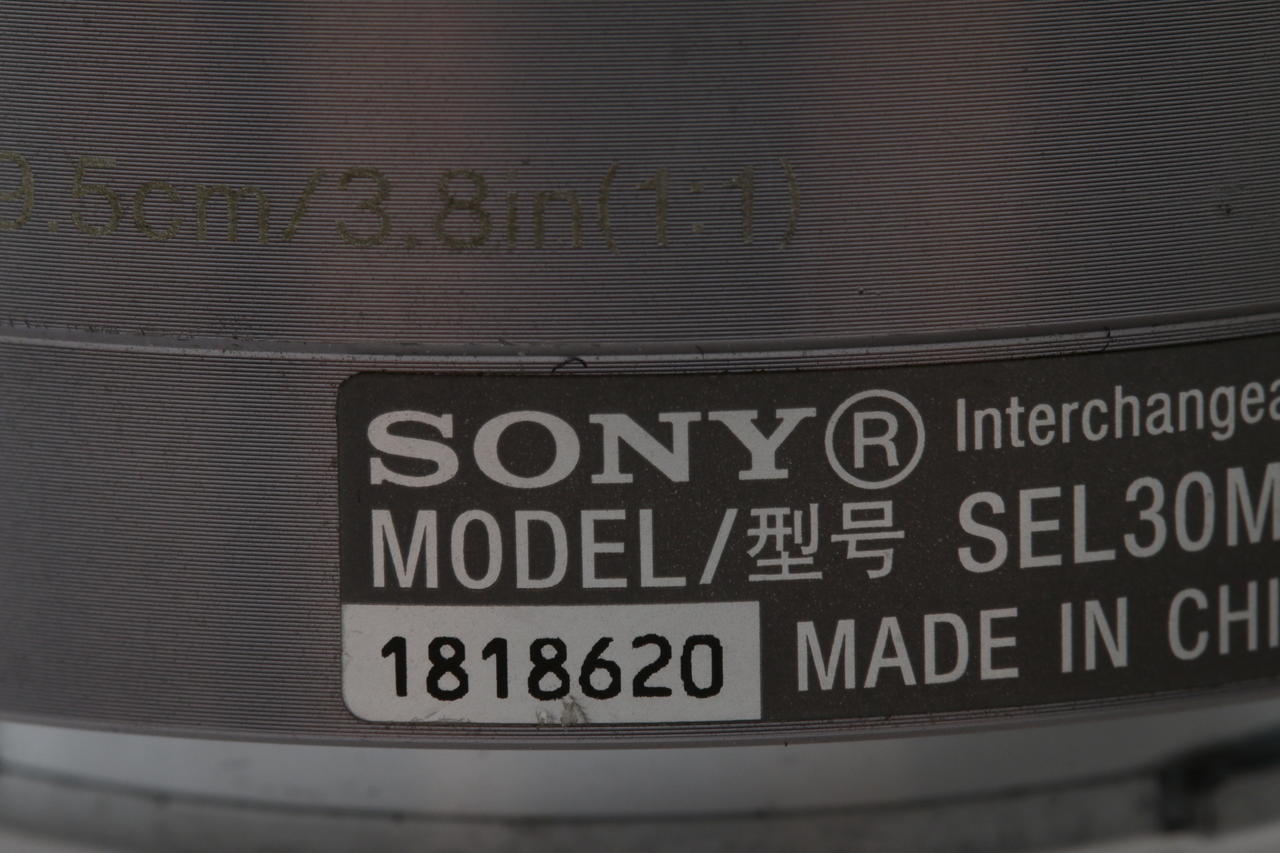 9.5cm/3.8in(1:1)
SONY® Interchangea
MODEL/型号 SEL30M
1818620 MADE IN CHI